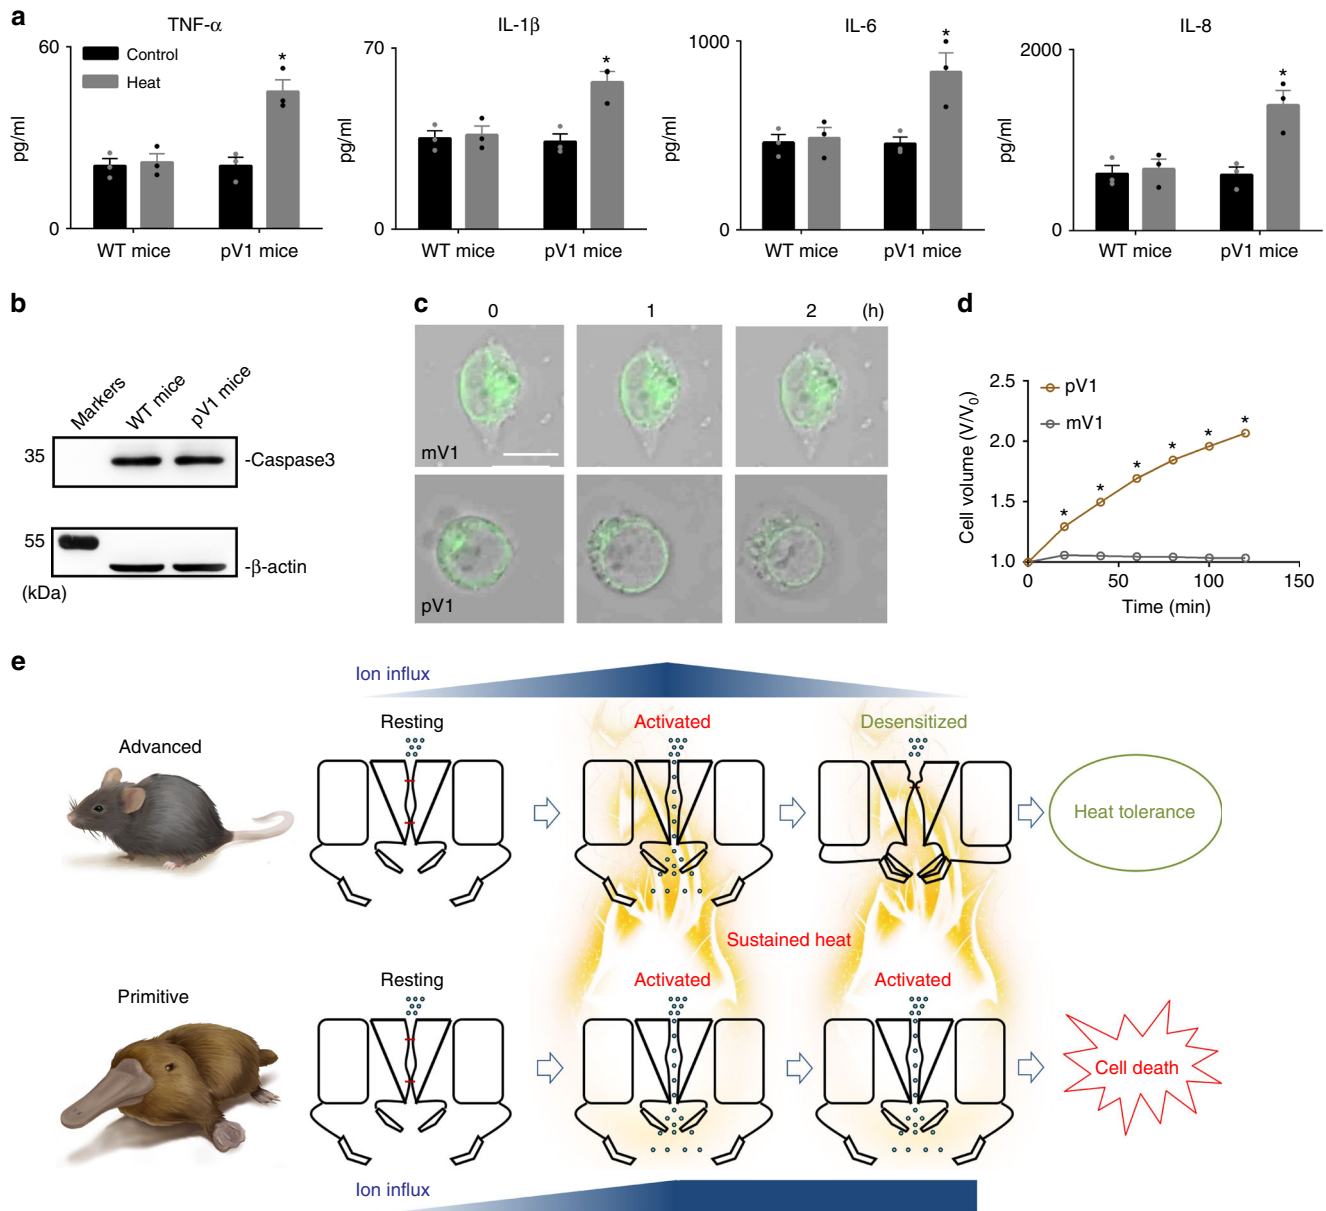 a
TNF-α
IL-1β
IL-6
IL-8
60
Control
Heat
*
pg/ml
0
WT mice
pV1 mice
70
*
pg/ml
0
WT mice
pV1 mice
1000
*
pg/ml
0
WT mice
pV1 mice
2000
*
pg/ml
0
WT mice
pV1 mice
b
Markers
WT mice
pV1 mice
35
-Caspase3
55
-β-actin
(kDa)
c
0
1
2
(h)
mV1
pV1
d
Cell volume (V/V₀)
2.5
2.0
1.5
1.0
pV1
mV1
*
*
*
*
*
*
0
50
100
150
Time (min)
e
Ion influx
Resting
Activated
Desensitized
Advanced
Heat tolerance
Sustained heat
Resting
Activated
Activated
Primitive
Cell death
Ion influx